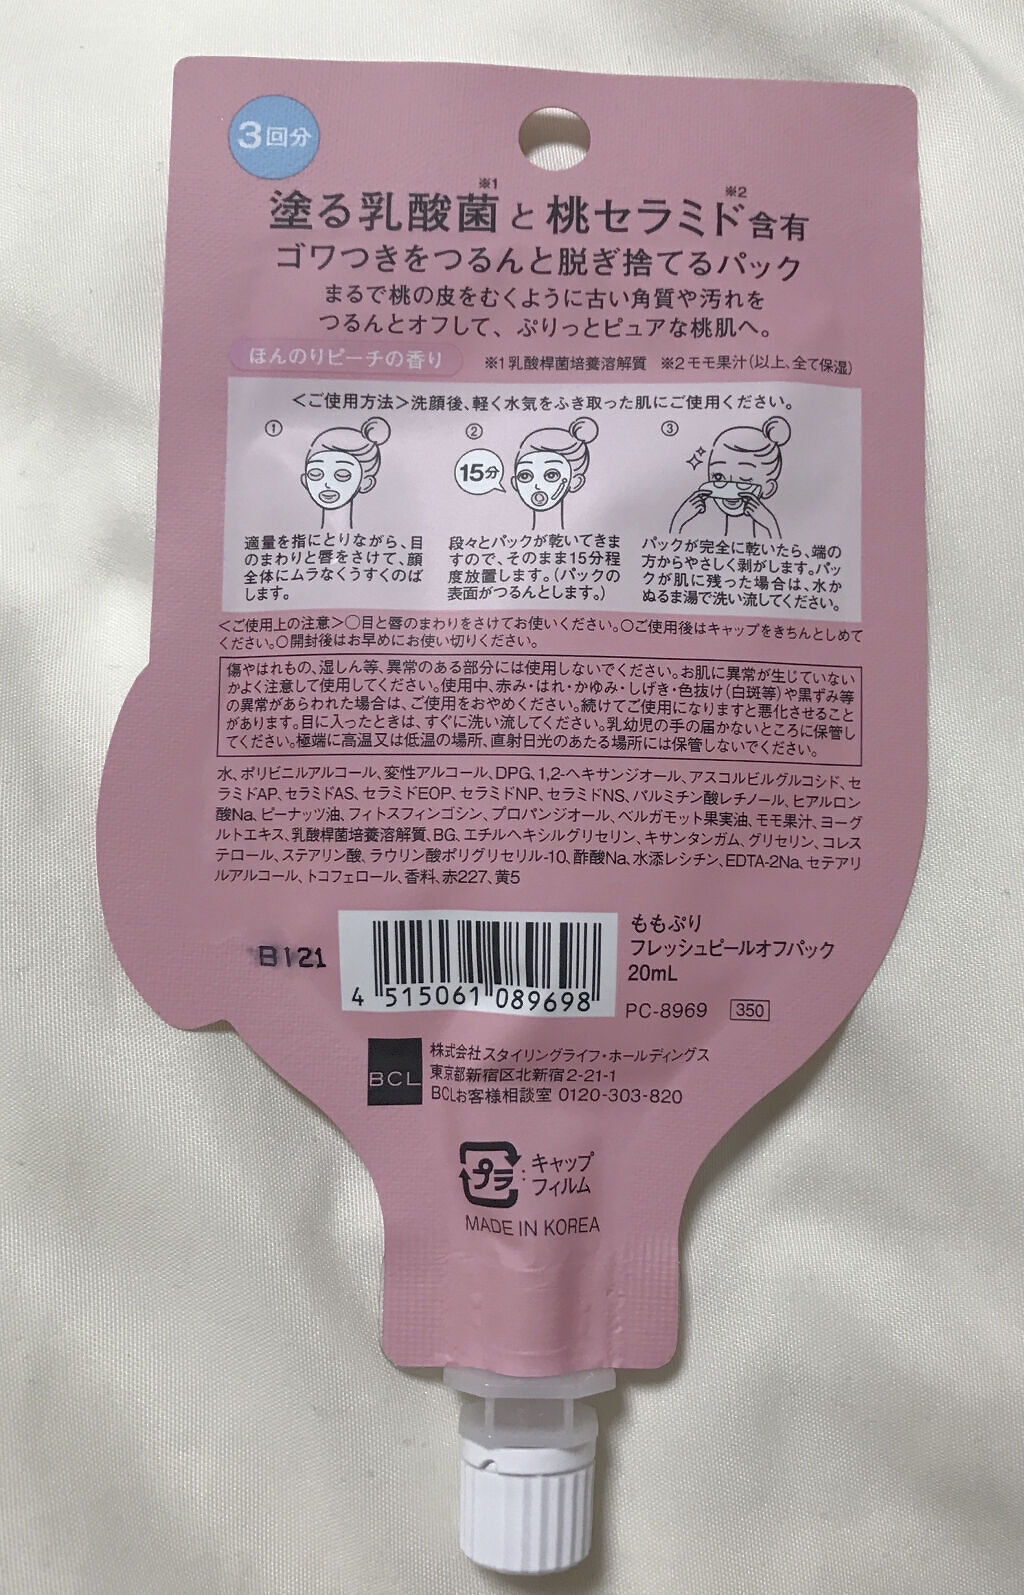 3回分
塗る乳酸菌※1と桃セラミド※2含有
ゴワつきをつるんと脱ぎ捨てるパック
まるで桃の皮をむくように古い角質や汚れを
つるんとオフして、ぷりっとピュアな桃肌へ。
ほんのりピーチの香り ※1乳酸桿菌培養溶解質 ※2モモ果汁(以上、全て保湿)
＜ご使用方法＞洗顔後、軽く水気をふき取った肌にご使用ください。
①
適量を指にとりながら、目
のまわりと唇をさけて、顔
全体にムラなくうすくのば
します。
②
15分
段々とパックが乾いてきま
すので、そのまま15分程
度放置します。(パックの
表面がつるんとします。)
③
パックが完全に乾いたら、端の
方からやさしく剥がします。パッ
クが肌に残った場合は、水か
ぬるま湯で洗い流してください。
＜ご使用上の注意＞○目と唇のまわりをさけてお使いください。○ご使用後はキャップをきちんとしめて
ください。○開封後はお早めにお使い切りください。
傷やはれもの、湿しん等、異常のある部分には使用しないでください。お肌に異常が生じていない
かよく注意して使用してください。使用中、赤み・はれ・かゆみ・しげき・色抜け(白斑等)や黒ずみ等
の異常があらわれた場合は、ご使用をおやめください。続けてご使用になりますと悪化させること
があります。目に入ったときは、すぐに洗い流してください。乳幼児の手の届かないところに保管し
てください。極端に高温又は低温の場所、直射日光のあたる場所には保管しないでください。
水、ポリビニルアルコール、変性アルコール、DPG、1,2-ヘキサンジオール、アスコルビルグルコシド、セ
ラミドAP、セラミドAS、セラミドEOP、セラミドNP、セラミドNS、パルミチン酸レチノール、ヒアルロン
酸Na、ピーナッツ油、フィトスフィンゴシン、プロパンジオール、ベルガモット果実油、モモ果汁、ヨーグ
ルトエキス、乳酸桿菌培養溶解質、BG、エチルヘキシルグリセリン、キサンタンガム、グリセリン、コレス
テロール、ステアリン酸、ラウリン酸ポリグリセリル-10、酢酸Na、水添レシチン、EDTA-2Na、セテアリ
ルアルコール、トコフェロール、香料、赤227、黄5
BI21
4 515061 089698
ももぷり
フレッシュピールオフパック
20mL
PC-8969 350
BCL
株式会社スタイリングライフ・ホールディングス
東京都新宿区北新宿2-21-1
BCLお客様相談室 0120-303-820
プラ:キャップ
フィルム
MADE IN KOREA